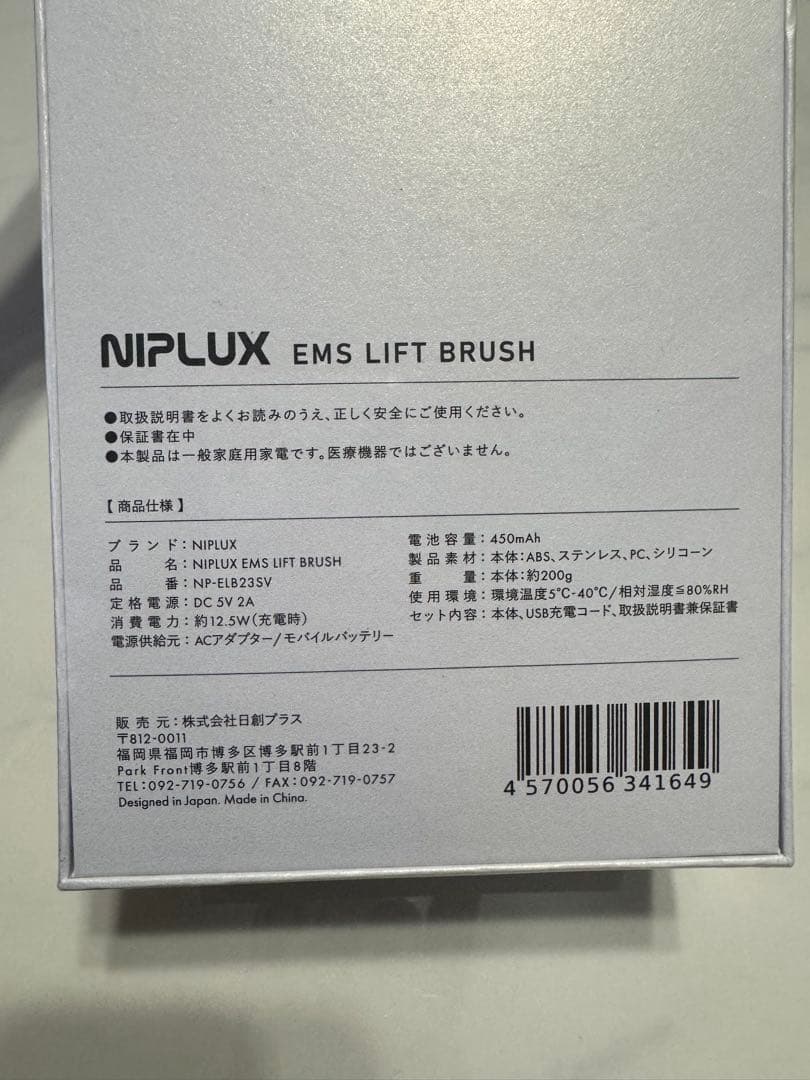 NIPLUX EMS LIFT BRUSH
●取扱説明書をよくお読みのうえ、正しく安全にご使用ください。
●保証書在中
●本製品は一般家庭用家電です。医療機器ではございません。
【商品仕様】
ブランド：NIPLUX
品名：NIPLUX EMS LIFT BRUSH
品番：NP-ELB23SV
定格電源：DC 5V 2A
消費電力：約12.5W(充電時)
電源供給元：ACアダプター/モバイルバッテリー
電池容量：450mAh
製品素材：本体：ABS、ステンレス、PC、シリコーン
重量：本体：約200g
使用環境：環境温度5℃-40℃/相対湿度≦80%RH
セット内容：本体、USB充電コード、取扱説明書兼保証書
販売元：株式会社日創プラス
〒812-0011
福岡県福岡市博多区博多駅前1丁目23-2
Park Front博多駅前1丁目8階
TEL：092-719-0756 / FAX：092-719-0757
Designed in Japan. Made in China.
4 570056 341649